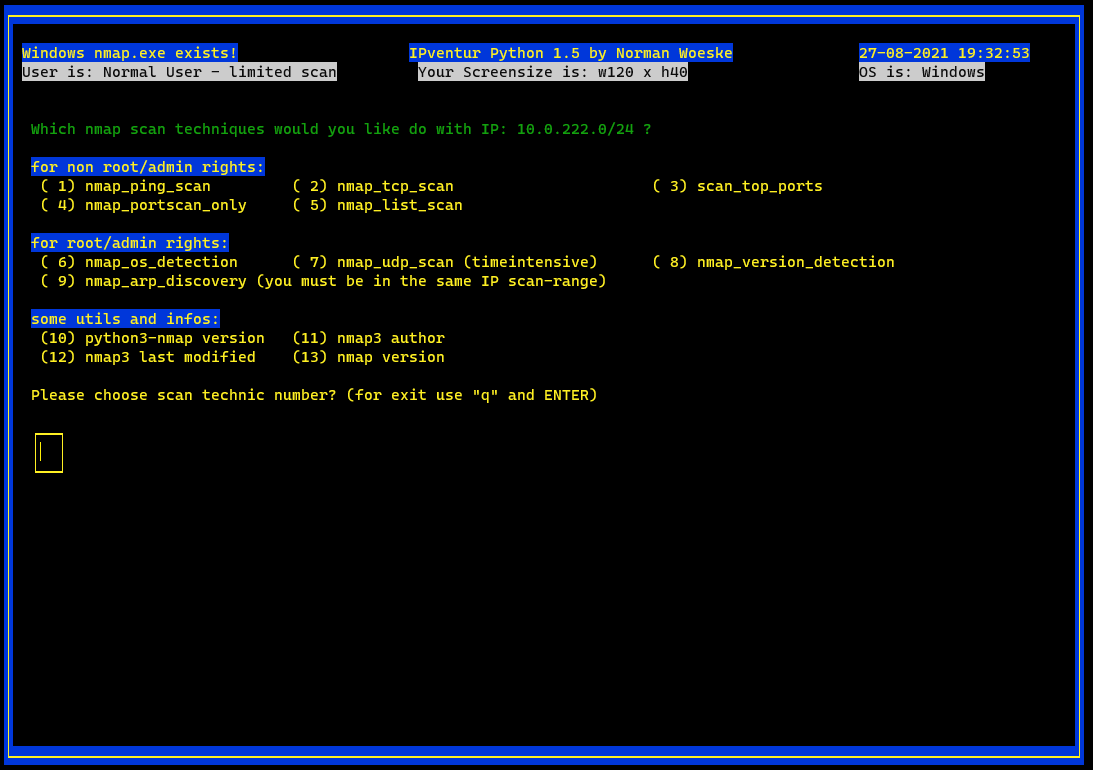 Windows nmap.exe exists! IPventur Python 1.5 by Norman Woeske 27-08-2021 19:32:53
User is: Normal User - limited scan Your Screensize is: w120 x h40 OS is: Windows
Which nmap scan techniques would you like do with IP: 10.0.222.0/24 ?
for non root/admin rights:
( 1) nmap_ping_scan ( 2) nmap_tcp_scan ( 3) scan_top_ports
( 4) nmap_portscan_only ( 5) nmap_list_scan
for root/admin rights:
( 6) nmap_os_detection ( 7) nmap_udp_scan (timeintensive) ( 8) nmap_version_detection
( 9) nmap_arp_discovery (you must be in the same IP scan-range)
some utils and infos:
(10) python3-nmap version (11) nmap3 author
(12) nmap3 last modified (13) nmap version
Please choose scan technic number? (for exit use "q" and ENTER)